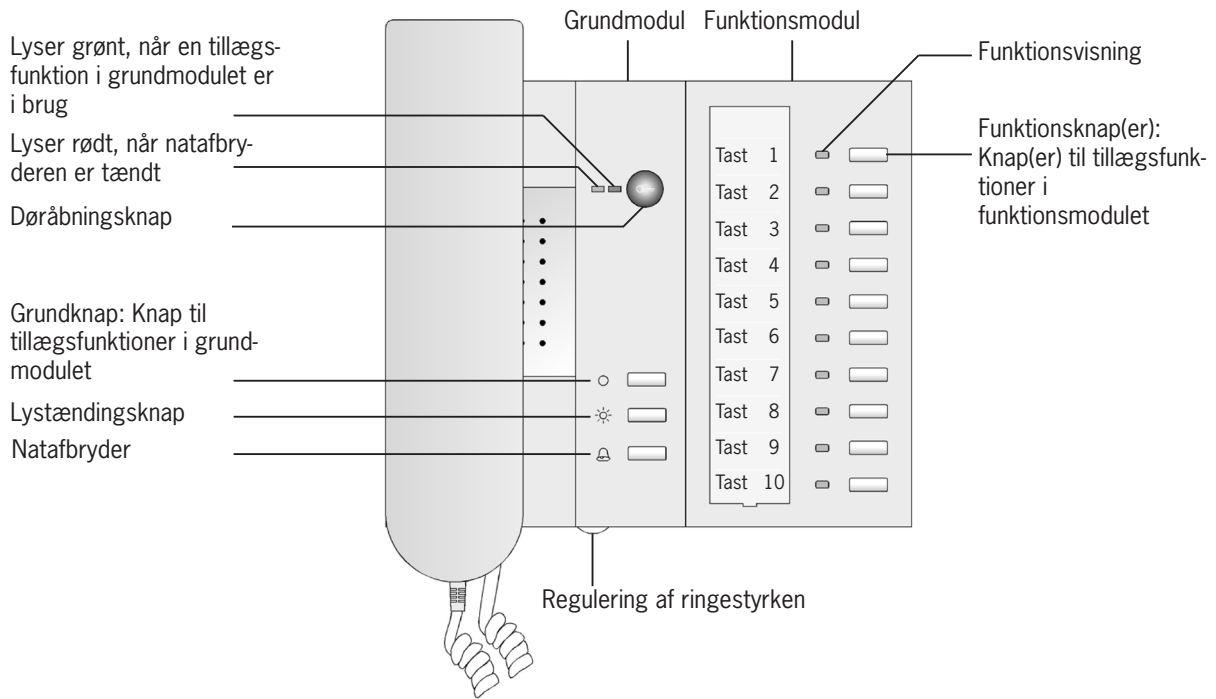 Grundmodul
Funktionsmodul
Lyser grønt, når en tillægs-
funktion i grundmodulet er
i brug
Lyser rødt, når natafbry-
deren er tændt
Døråbningsknap
Grundknap: Knap til
tillægsfunktioner i grund-
modulet
Lystændingsknap
Natafbryder
Funktionsvisning
Funktionsknap(er):
Knap(er) til tillægsfunk-
tioner i
funktionsmodulet
Tast 1
Tast 2
Tast 3
Tast 4
Tast 5
Tast 6
Tast 7
Tast 8
Tast 9
Tast 10
Regulering af ringestyrken